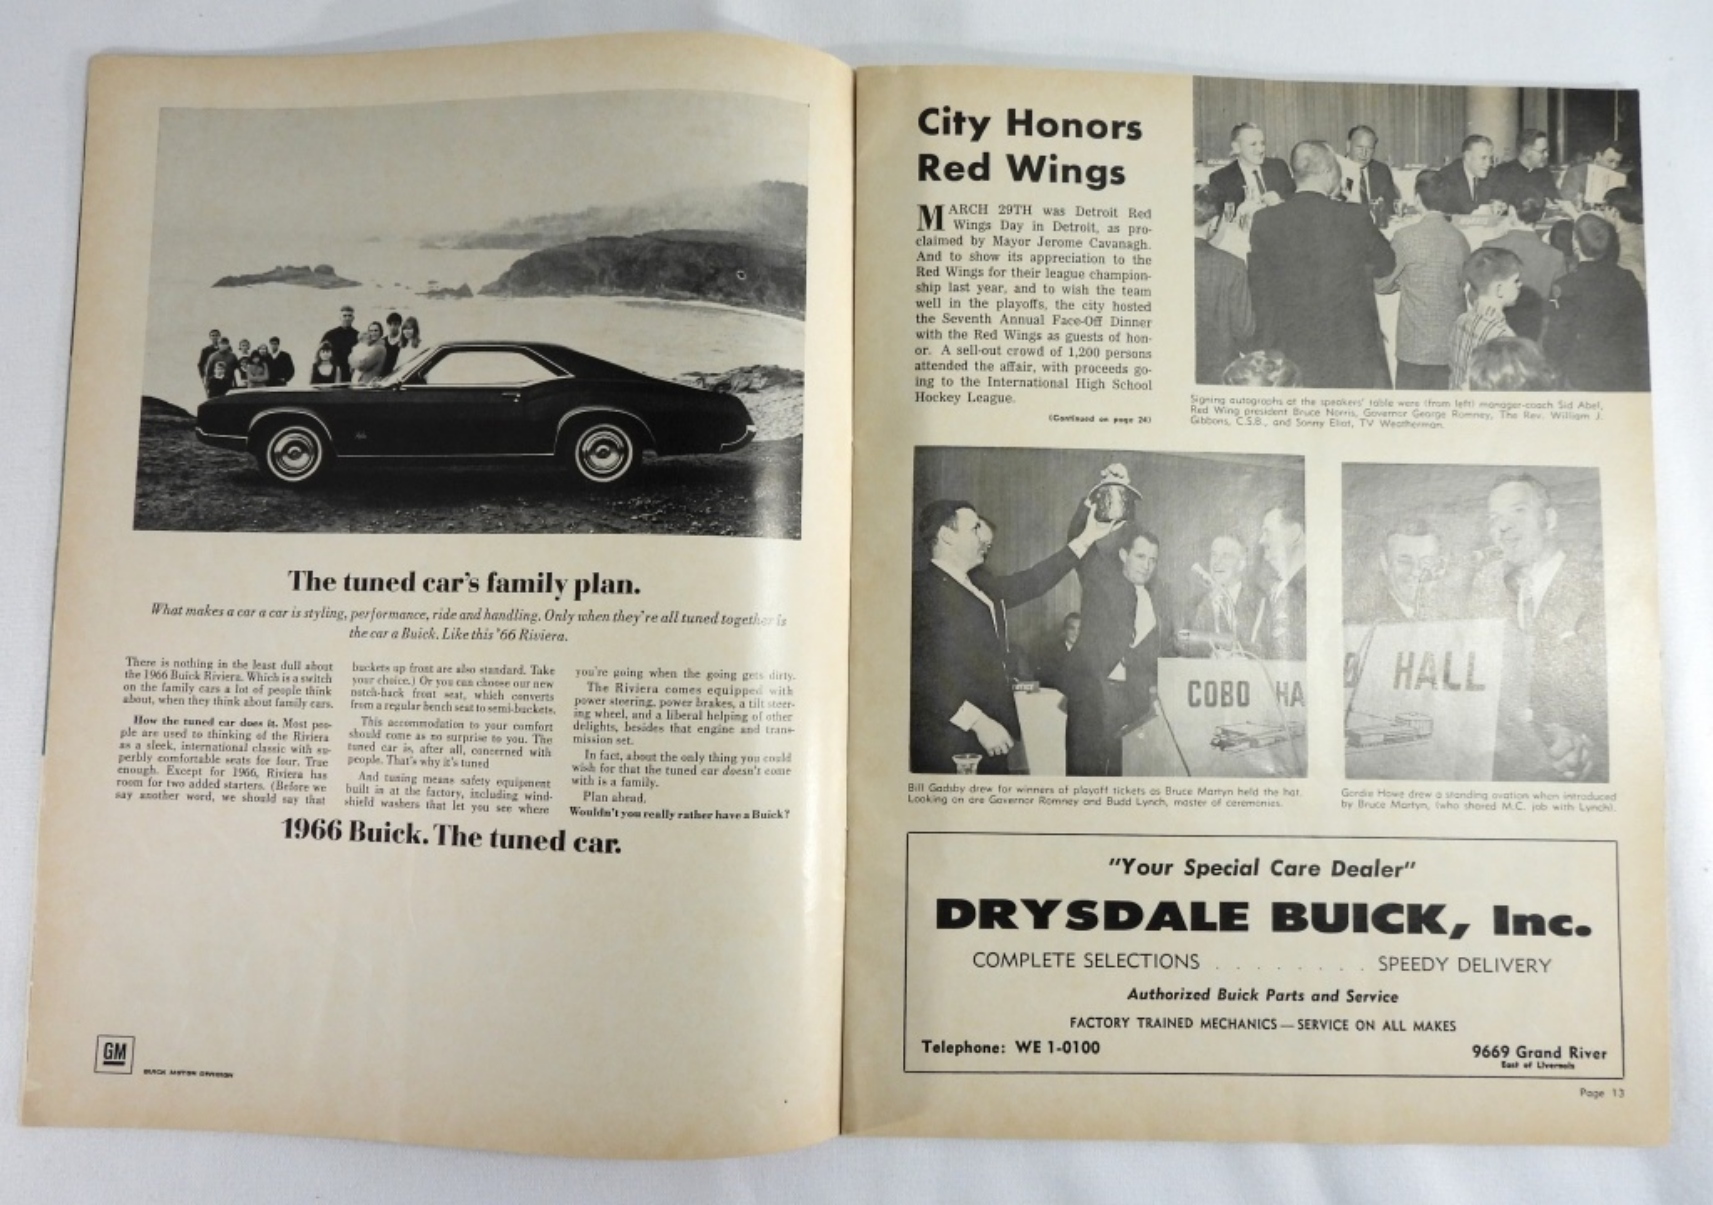 The tuned car's family plan.
What makes a car a car is styling, performance, ride and handling. Only when they're all tuned together is
the car a Buick. Like this '66 Riviera.
There is nothing in the least dull about
the 1966 Buick Riviera. Which is a switch
on the family cars a lot of people think
about, when they think about family cars.
How the tuned car does it. Most peo-
ple are used to thinking of the Riviera
as a sleek, international classic with su-
perbly comfortable seats for four. True
enough. Except for 1966, Riviera has
room for two added starters. (Before we
say another word, we should say that
buckets up front are also standard. Take
your choice.) Or you can choose our new
notch-back front seat, which converts
from a regular bench seat to semi-buckets.
This accommodation to your comfort
should come as no surprise to you. The
tuned car is, after all, concerned with
people. That's why it's tuned
And tuning means safety equipment
built in at the factory, including wind-
shield washers that let you see where
you're going when the going gets dirty.
The Riviera comes equipped with
power steering, power brakes, a tilt steer-
ing wheel, and a liberal helping of other
delights, besides that engine and trans-
mission set.
In fact, about the only thing you could
wish for that the tuned car doesn't come
with is a family.
Plan ahead.
Wouldn't you really rather have a Buick?
1966 Buick. The tuned car.
GM
BUICK MOTOR DIVISION
City Honors
Red Wings
MARCH 29TH was Detroit Red
Wings Day in Detroit, as pro-
claimed by Mayor Jerome Cavanagh.
And to show its appreciation to the
Red Wings for their league champion-
ship last year, and to wish the team
well in the playoffs, the city hosted
the Seventh Annual Face-Off Dinner
with the Red Wings as guests of hon-
or. A sell-out crowd of 1,200 persons
attended the affair, with proceeds go-
ing to the International High School
Hockey League.
(Continued on page 24)
Signing autographs at the speakers' table were (from left) manager-coach Sid Abel,
Red Wing president Bruce Norris, Governor George Romney, The Rev. William J.
Gibbons, C.S.B., and Sonny Eliot, TV Weatherman.
COBO HA
HALL
Bill Gadsby drew for winners of playoff tickets as Bruce Martyn held the hat.
Looking on are Governor Romney and Budd Lynch, master of ceremonies.
Gordie Howe drew a standing ovation when introduced
by Bruce Martyn, (who shared M.C. job with Lynch).
"Your Special Care Dealer"
DRYSDALE BUICK, Inc.
COMPLETE SELECTIONS . . . . . . . . SPEEDY DELIVERY
Authorized Buick Parts and Service
FACTORY TRAINED MECHANICS — SERVICE ON ALL MAKES
Telephone: WE 1-0100
9669 Grand River
East of Livernois
Page 13